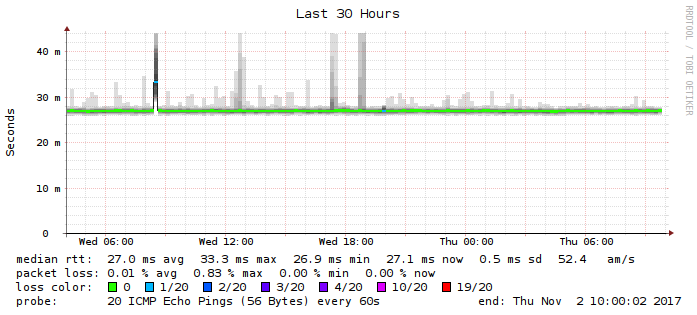 Last 30 Hours
RRDTOOL / TOBI OETIKER
Seconds
40 m
30 m
20 m
10 m
0
Wed 06:00 Wed 12:00 Wed 18:00 Thu 00:00 Thu 06:00
median rtt: 27.0 ms avg 33.3 ms max 26.9 ms min 27.1 ms now 0.5 ms sd 52.4 am/s
packet loss: 0.01 % avg 0.83 % max 0.00 % min 0.00 % now
loss color: 0 1/20 2/20 3/20 4/20 10/20 19/20
probe: 20 ICMP Echo Pings (56 Bytes) every 60s end: Thu Nov 2 10:00:02 2017